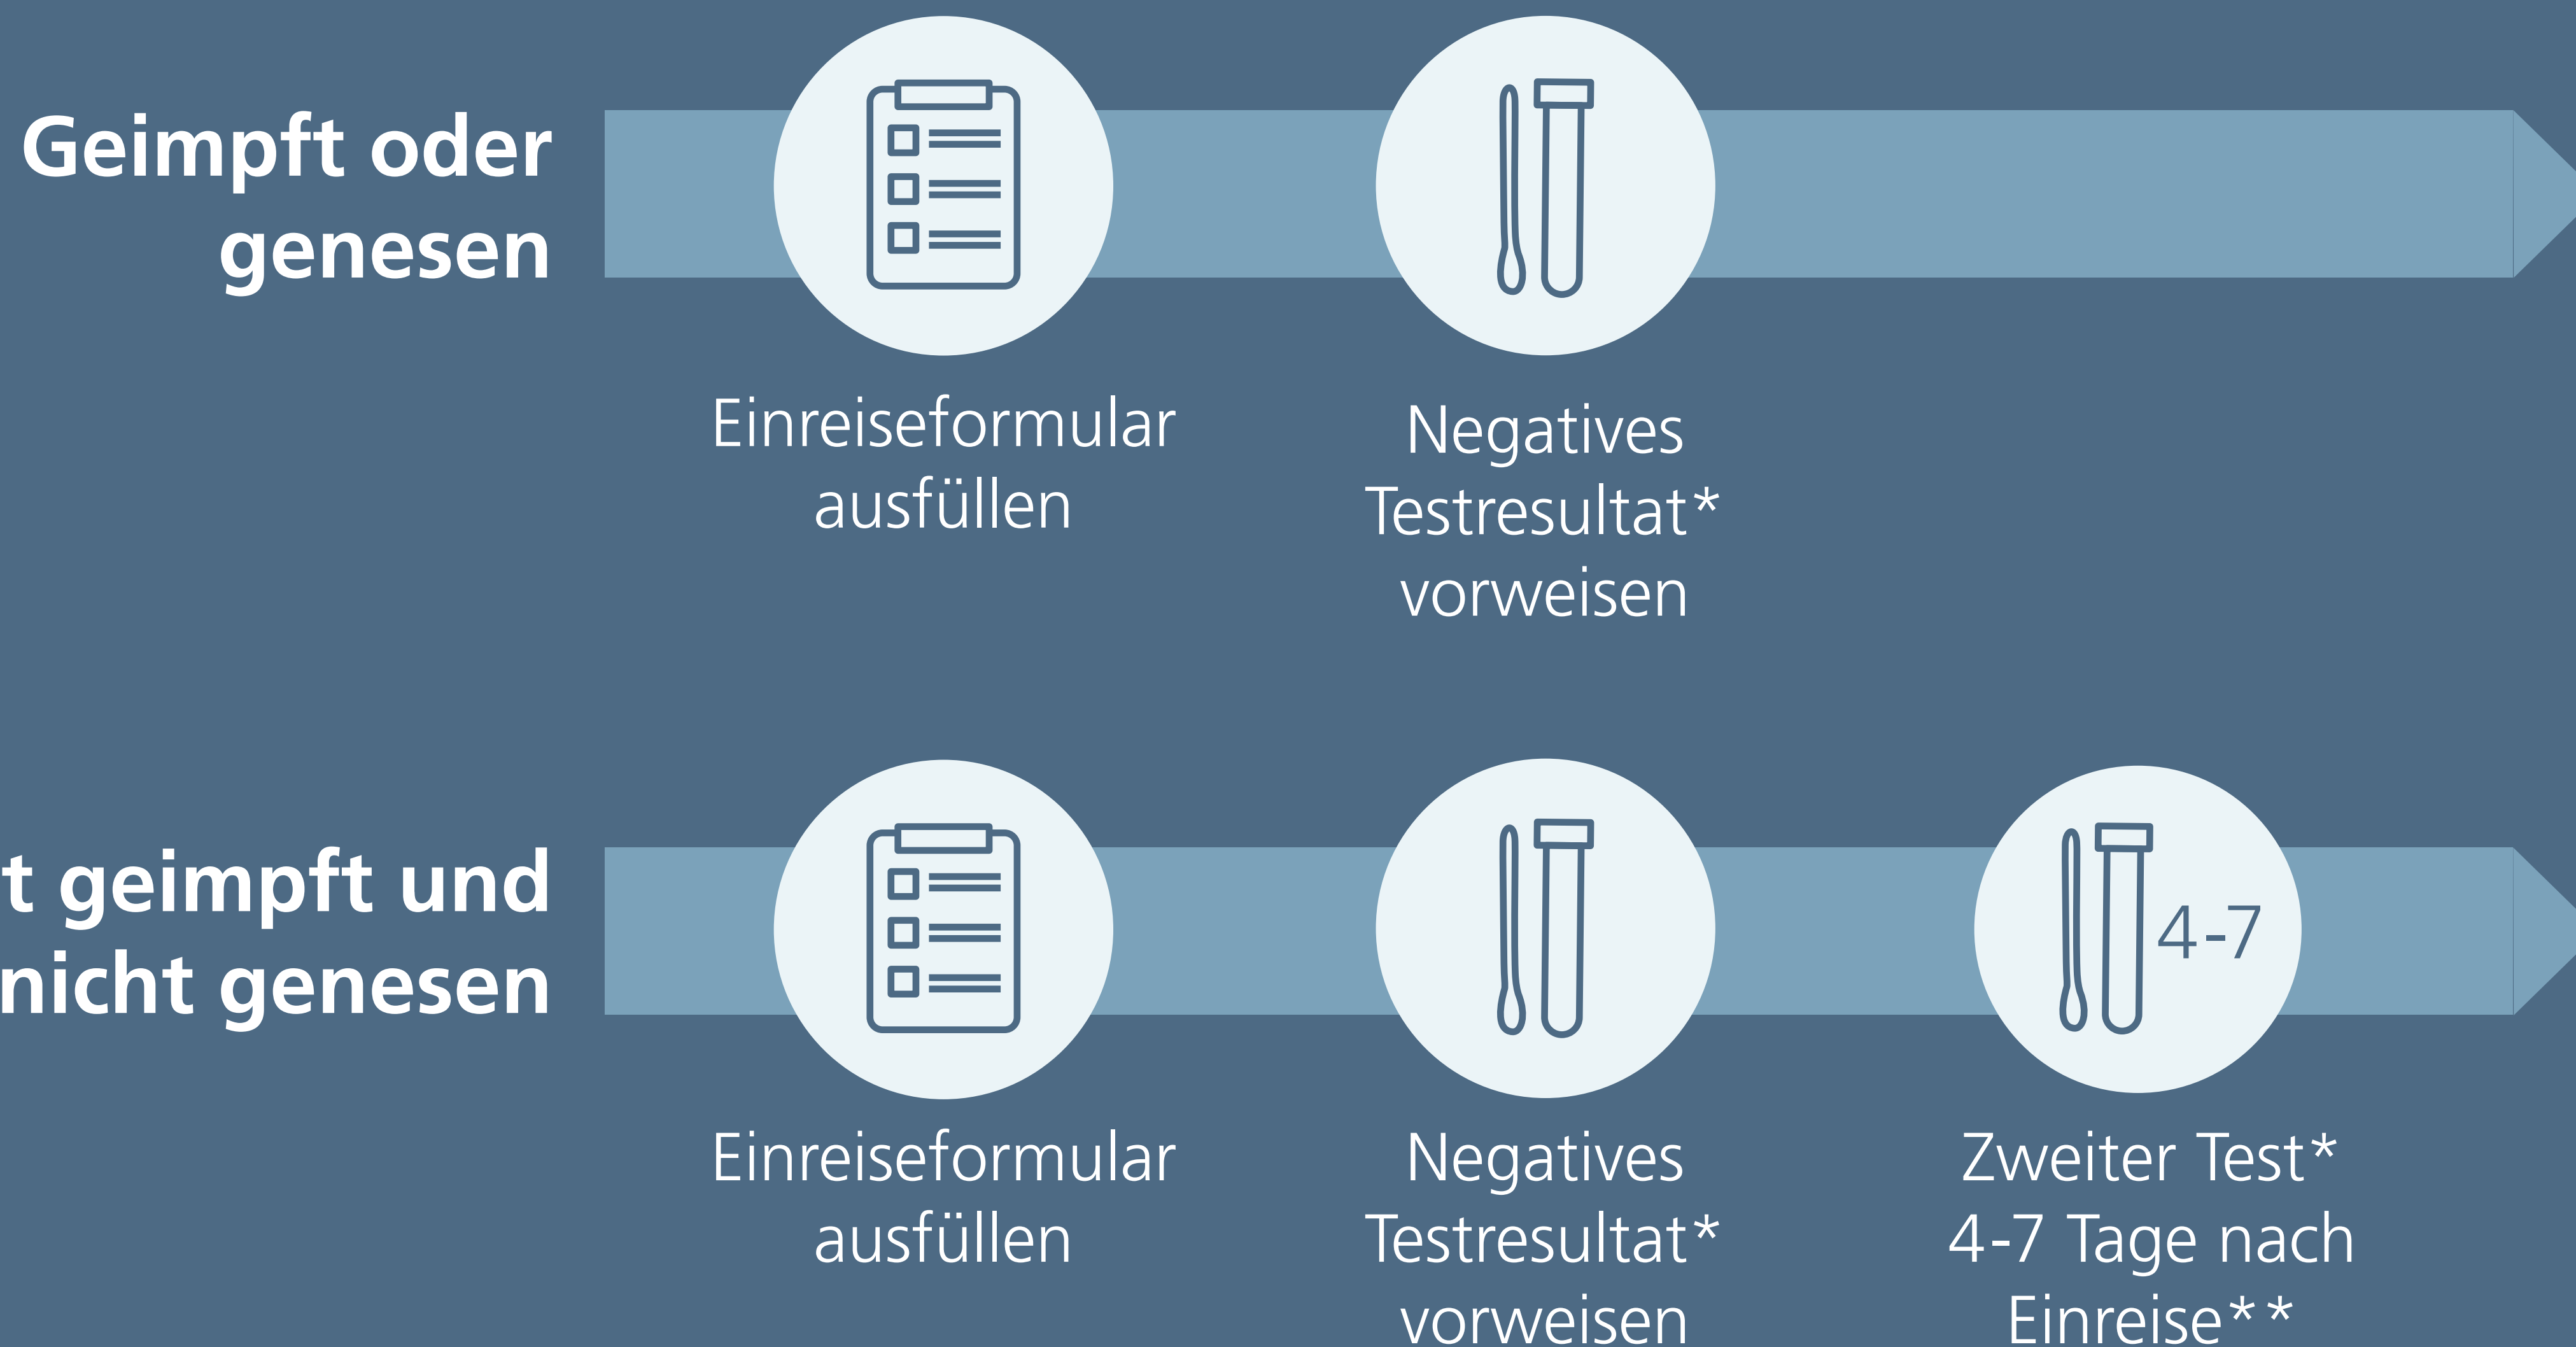 Geimpft oder
genesen
Einreiseformular
ausfüllen
Negatives
Testresultat*
vorweisen
t geimpft und
nicht genesen
4-7
Einreiseformular
ausfüllen
Negatives
Testresultat*
vorweisen
Zweiter Test*
4-7 Tage nach
Einreise**